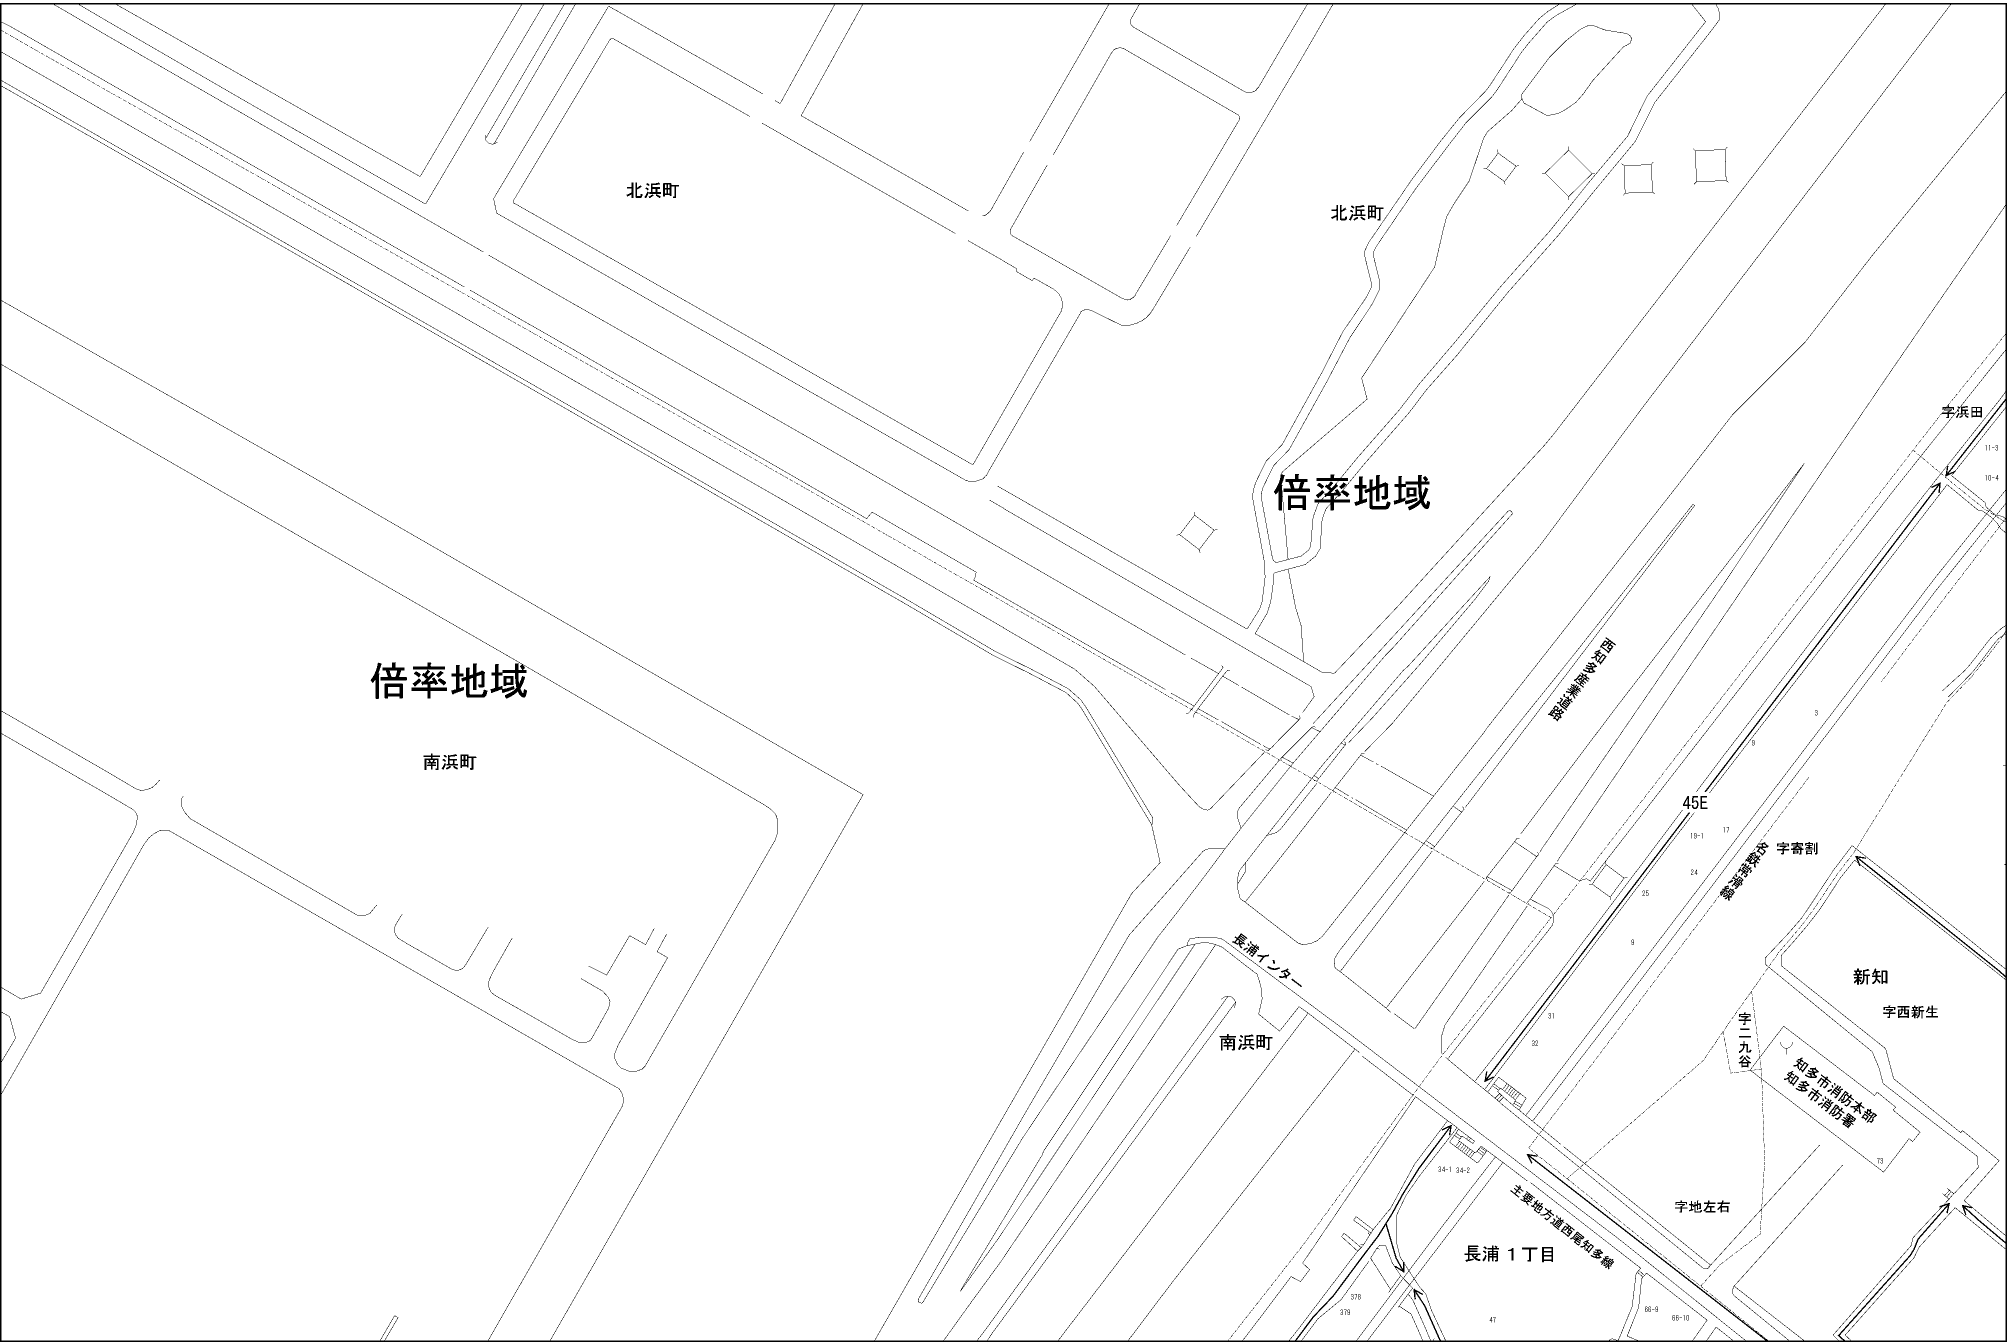 北浜町
北浜町
字浜田
11-3
10-4
倍率地域
倍率地域
西知多産業道路
南浜町
3
9
45E
19-1
17
字寄割
名鉄常滑線
24
25
9
長浦インター
新知
字西新生
31
32
南浜町
字二九谷
知多市消防本部
知多市消防署
73
34-1
34-2
主要地方道西尾知多線
字地左右
長浦1丁目
378
379
47
66-9
66-10